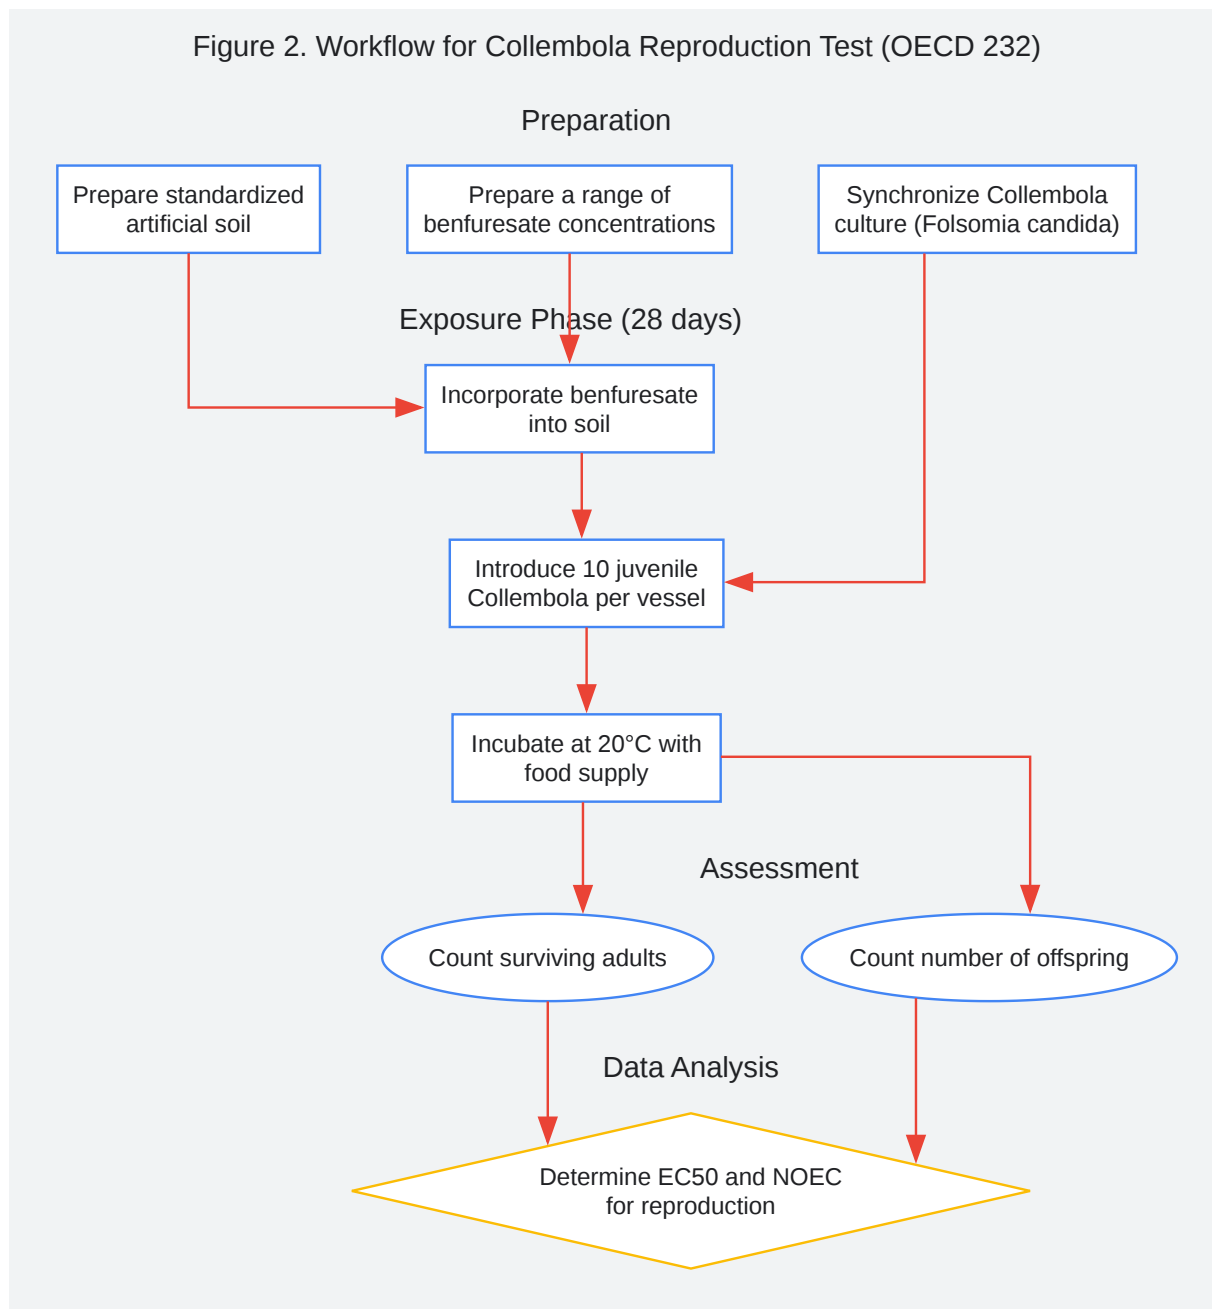 Figure 2. Workflow for Collembola Reproduction Test (OECD 232)
Preparation
Prepare standardized
artificial soil
Prepare a range of
benfuresate concentrations
Synchronize Collembola
culture (Folsomia candida)
Exposure Phase (28 days)
Incorporate benfuresate
into soil
Introduce 10 juvenile
Collembola per vessel
Incubate at 20°C with
food supply
Assessment
Count surviving adults
Count number of offspring
Data Analysis
Determine EC50 and NOEC
for reproduction